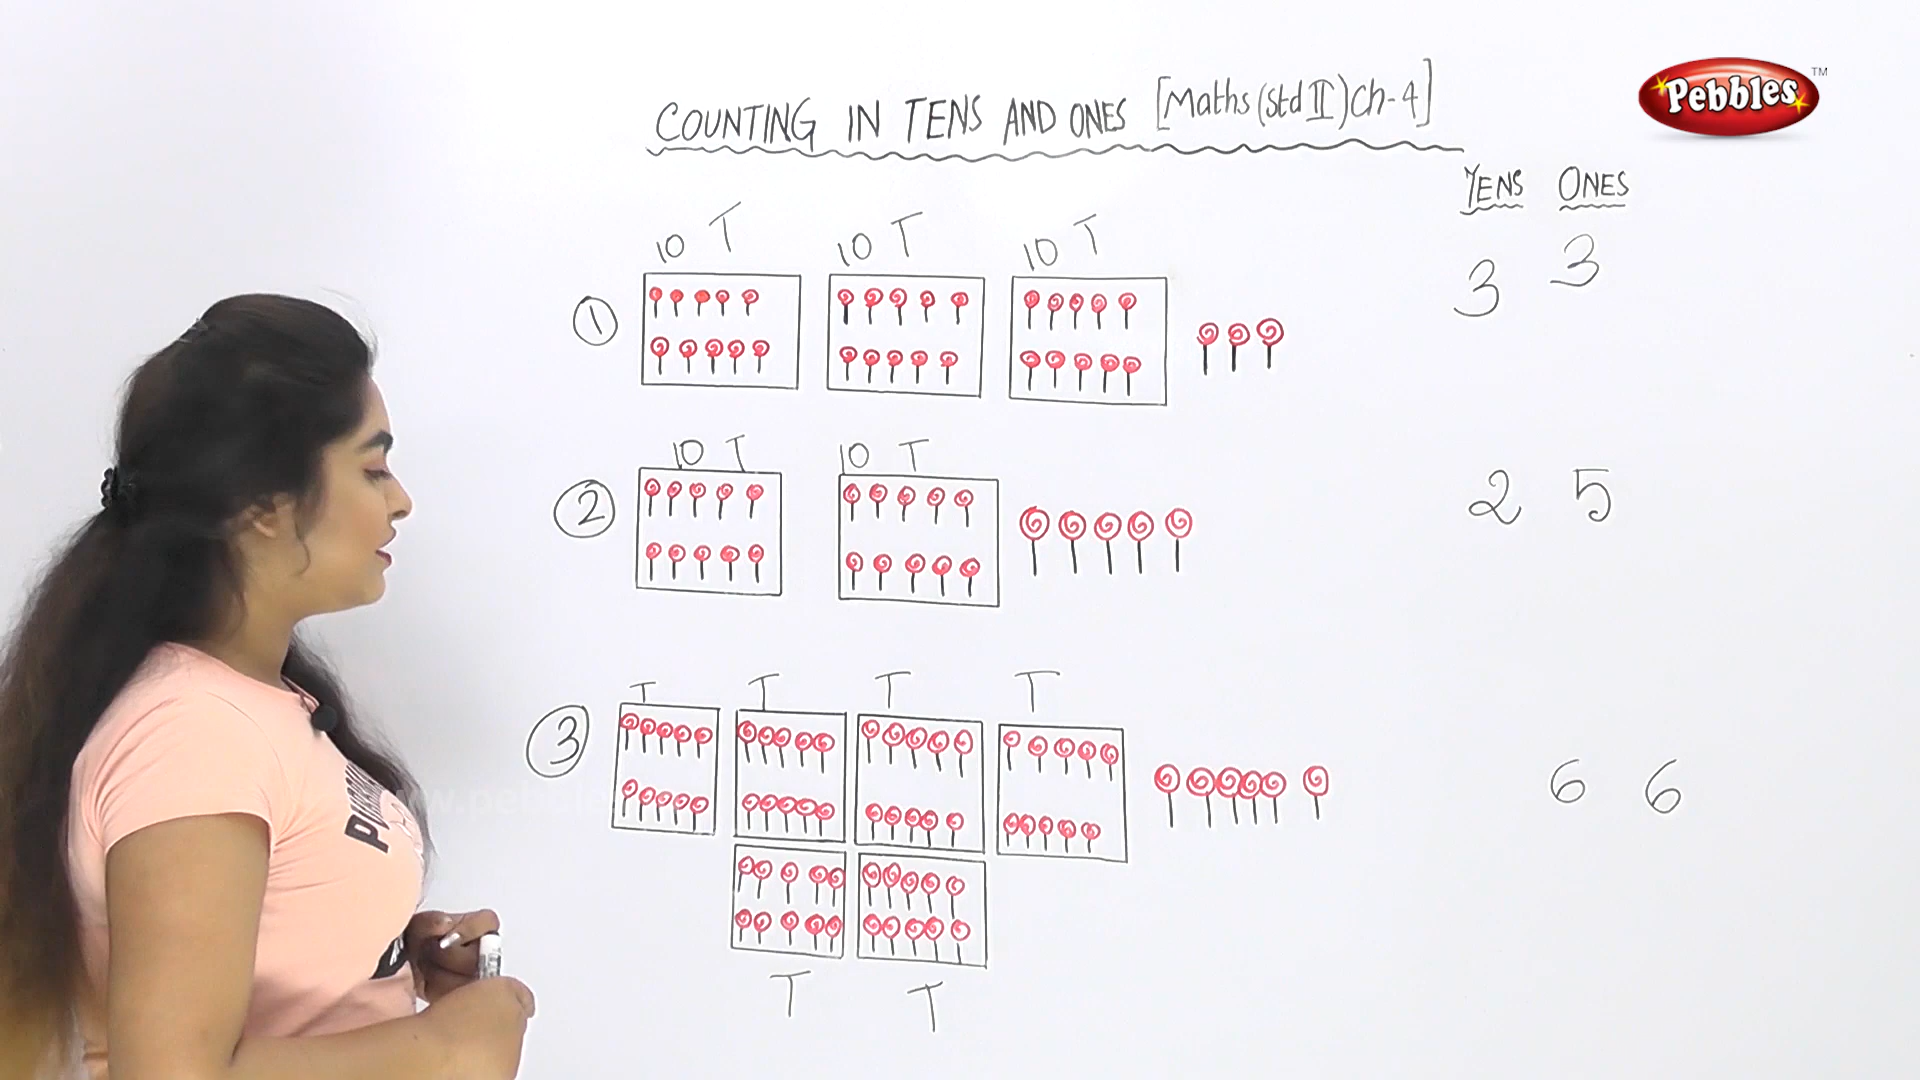 COUNTING IN TENS AND ONES [Maths (Std II) Ch-4]
Pebbles™
TENS ONES
10 T 10 T 10 T
1 3 3
10 T 10 T
2 2 5
T T T T
3 6 6
T T